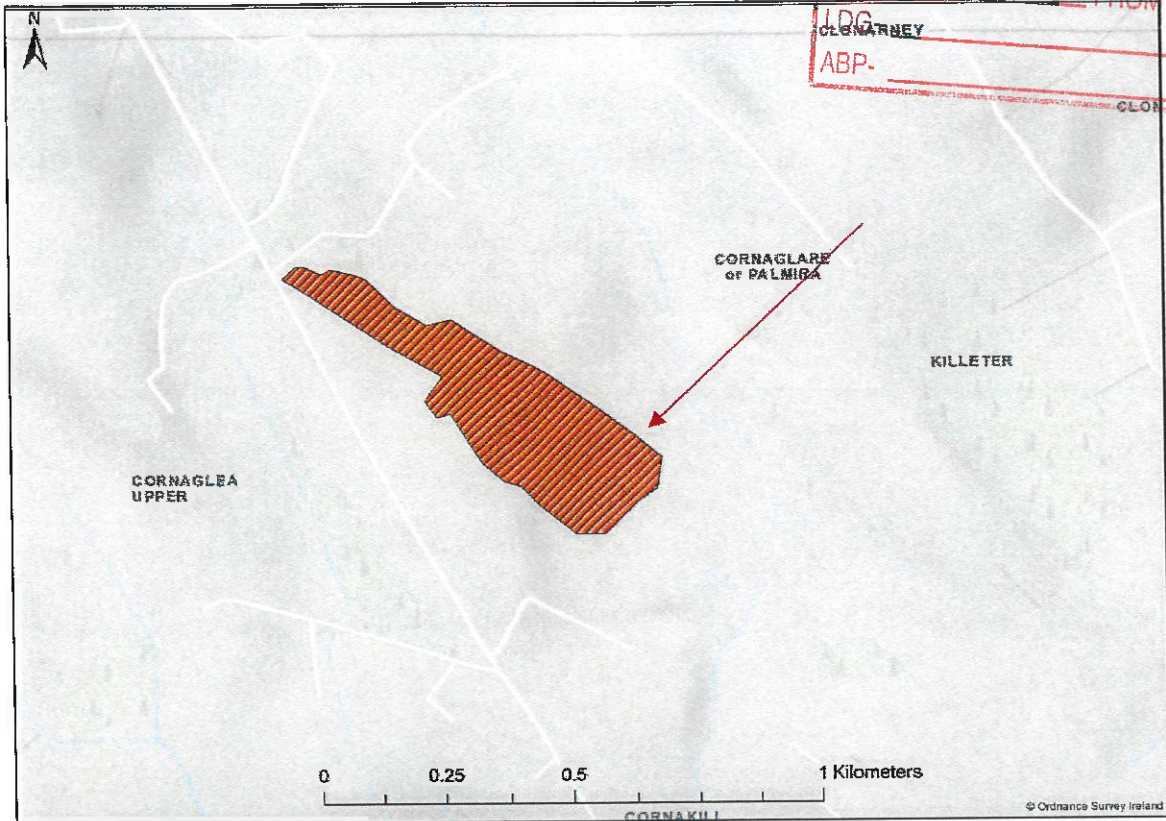 N
LDG-
CLONARNEY
ABP-
CORNAGLARE
or PALMIRA
KILLETER
CORNAGLEA
UPPER
0 0.25 0.5 1 Kilometers
CORNAKILL
© Ordnance Survey Ireland